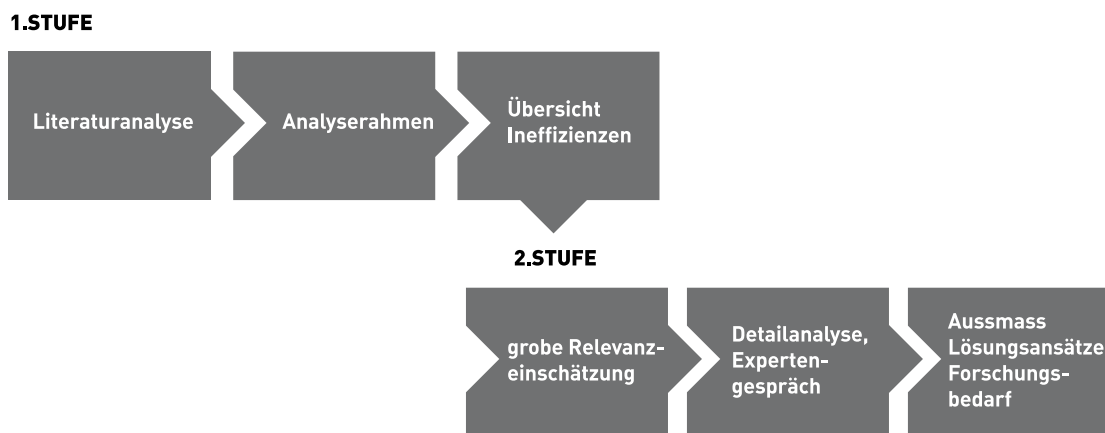 1.STUFE
Literaturanalyse
Analyserahmen
Übersicht
Ineffizienzen
2.STUFE
grobe Relevanz-
einschätzung
Detailanalyse,
Experten-
gespräch
Aussmass
Lösungsansätze
Forschungs-
bedarf